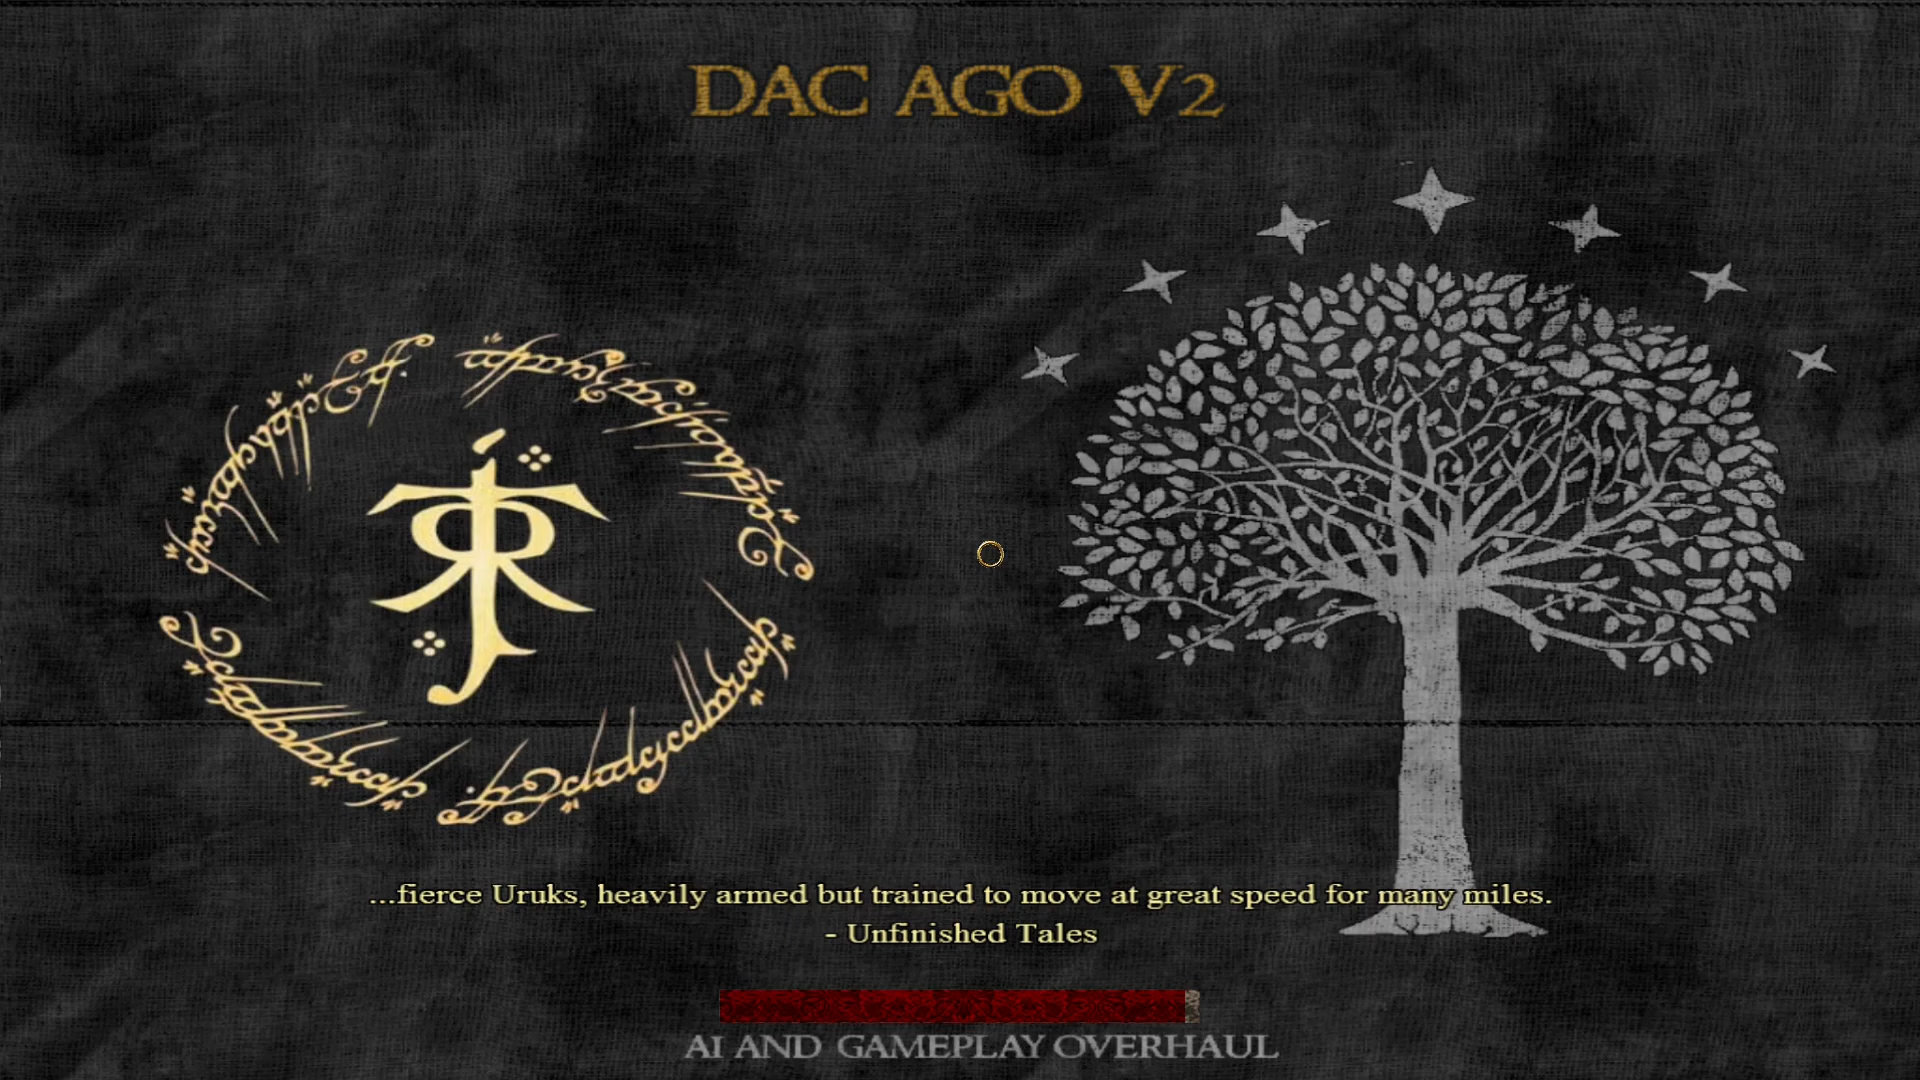 DAC AGO V2
...fierce Uruks, heavily armed but trained to move at great speed for many miles.
- Unfinished Tales
AI AND GAMEPLAY OVERHAUL